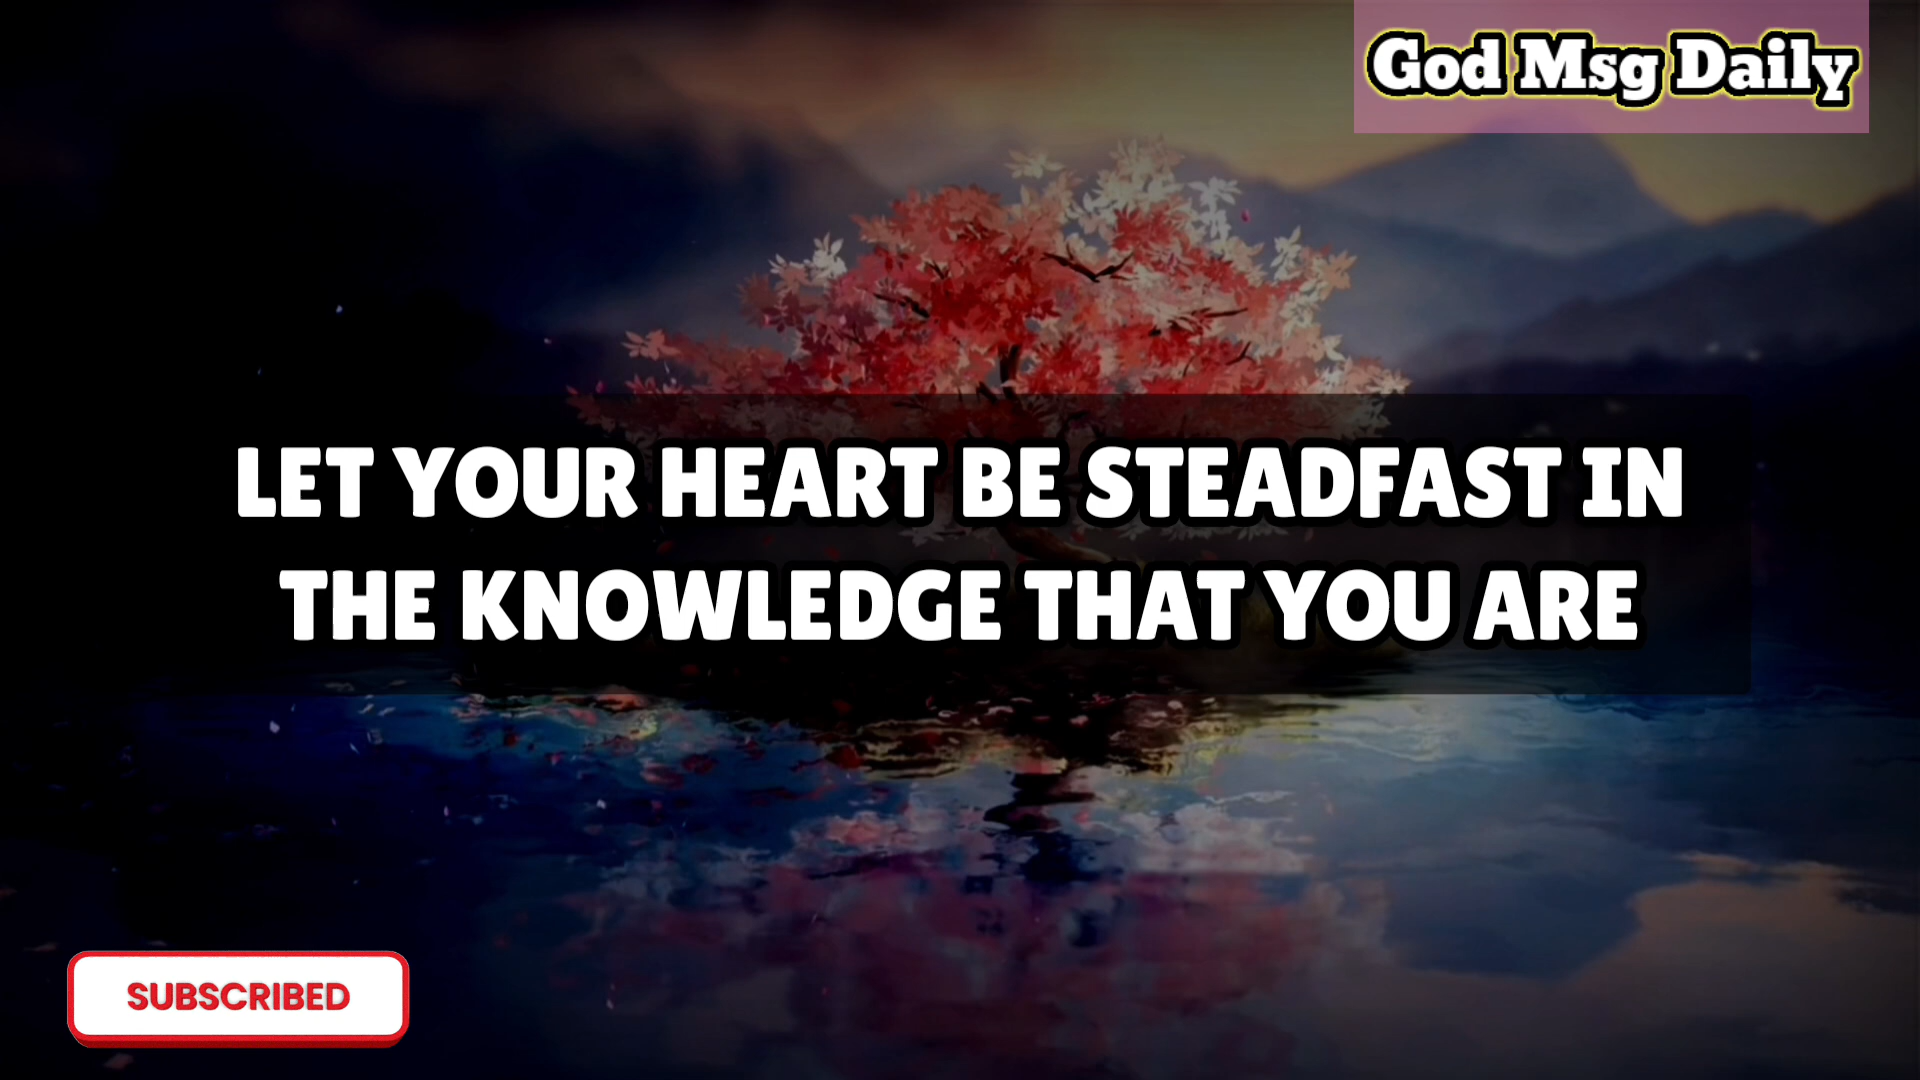 God Msg Daily
LET YOUR HEART BE STEADFAST IN
THE KNOWLEDGE THAT YOU ARE
SUBSCRIBED